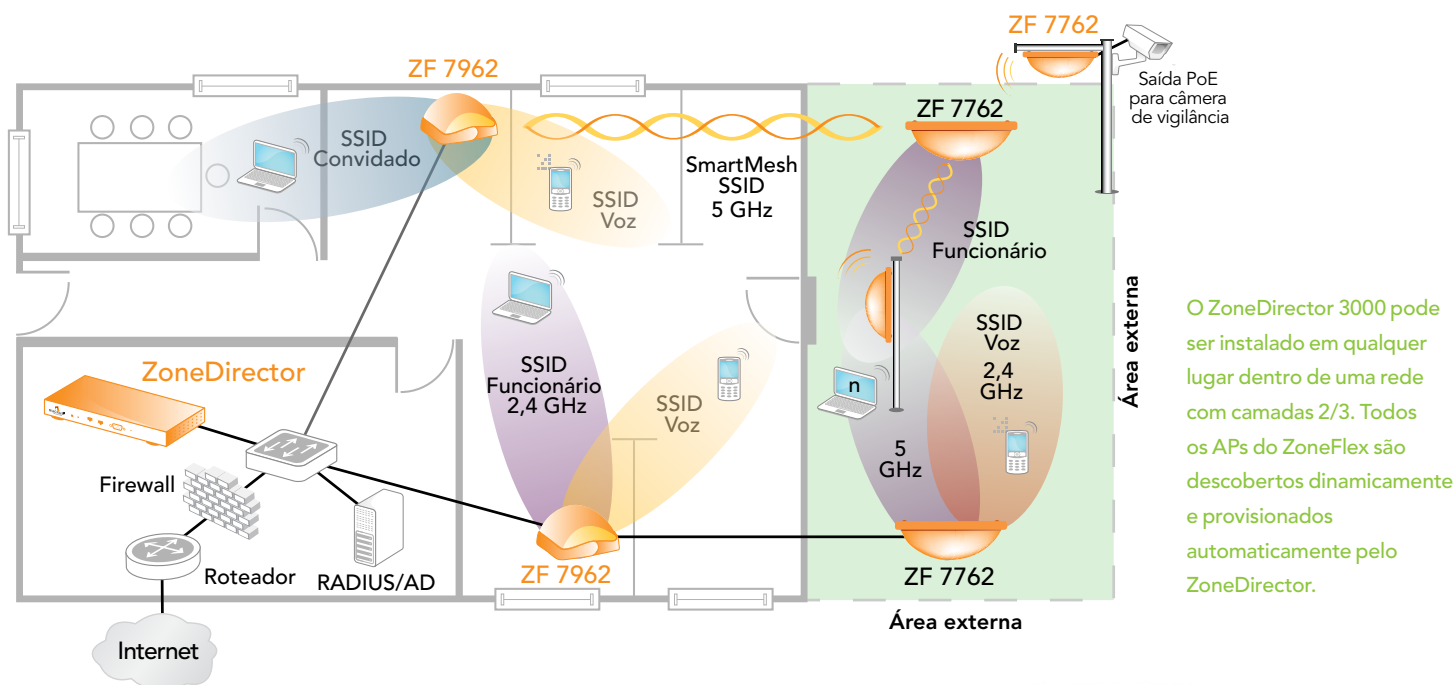 ZF 7762
Saída PoE
para câmera
de vigilância
ZF 7962
ZF 7762
SSID
Convidado
SSID
Voz
SmartMesh
SSID
5 GHz
SSID
Funcionário
n
SSID
Voz
2,4
GHz
5
GHz
Área externa
ZoneDirector
SSID
Funcionário
2,4 GHz
SSID
Voz
Firewall
Roteador
RADIUS/AD
Internet
ZF 7962
ZF 7762
Área externa
O ZoneDirector 3000 pode
ser instalado em qualquer
lugar dentro de uma rede
com camadas 2/3. Todos
os APs do ZoneFlex são
descobertos dinamicamente
e provisionados
automaticamente pelo
ZoneDirector.